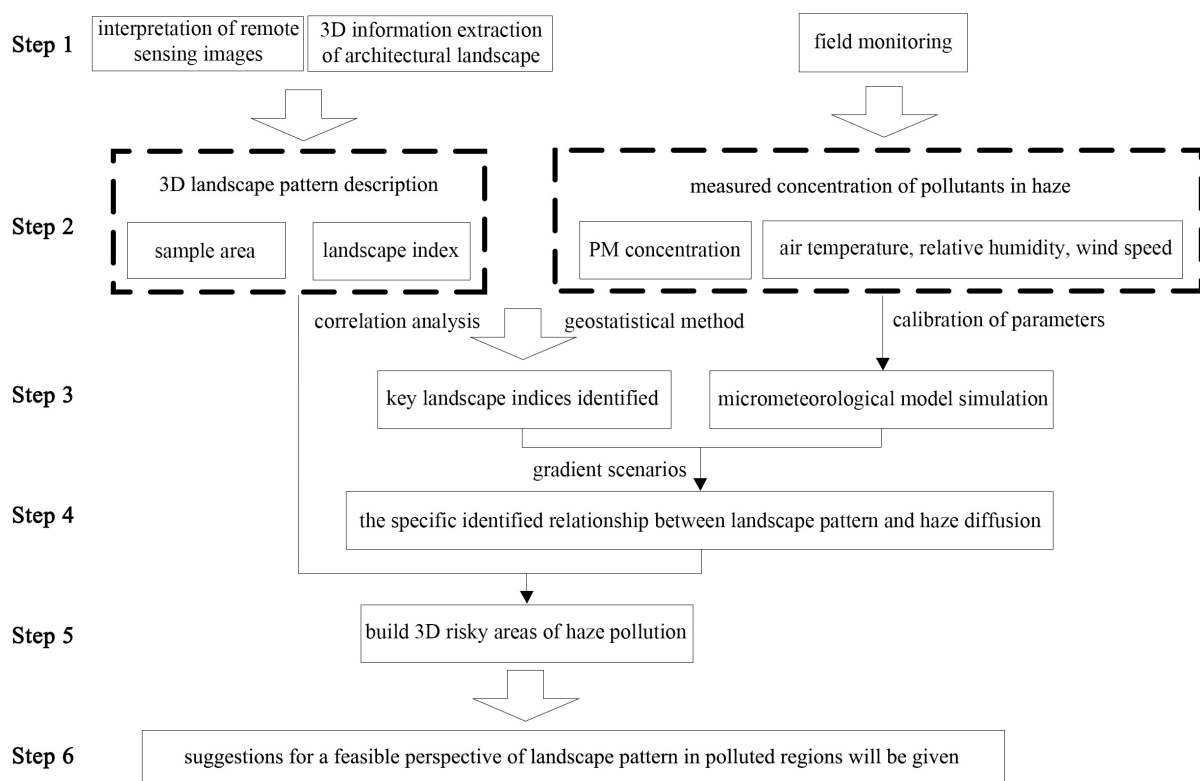 Step 1
interpretation of remote
sensing images
3D information extraction
of architectural landscape
field monitoring
Step 2
3D landscape pattern description
sample area
landscape index
measured concentration of pollutants in haze
PM concentration
air temperature, relative humidity, wind speed
correlation analysis
geostatistical method
calibration of parameters
Step 3
key landscape indices identified
micrometeorological model simulation
gradient scenarios
Step 4
the specific identified relationship between landscape pattern and haze diffusion
Step 5
build 3D risky areas of haze pollution
Step 6
suggestions for a feasible perspective of landscape pattern in polluted regions will be given